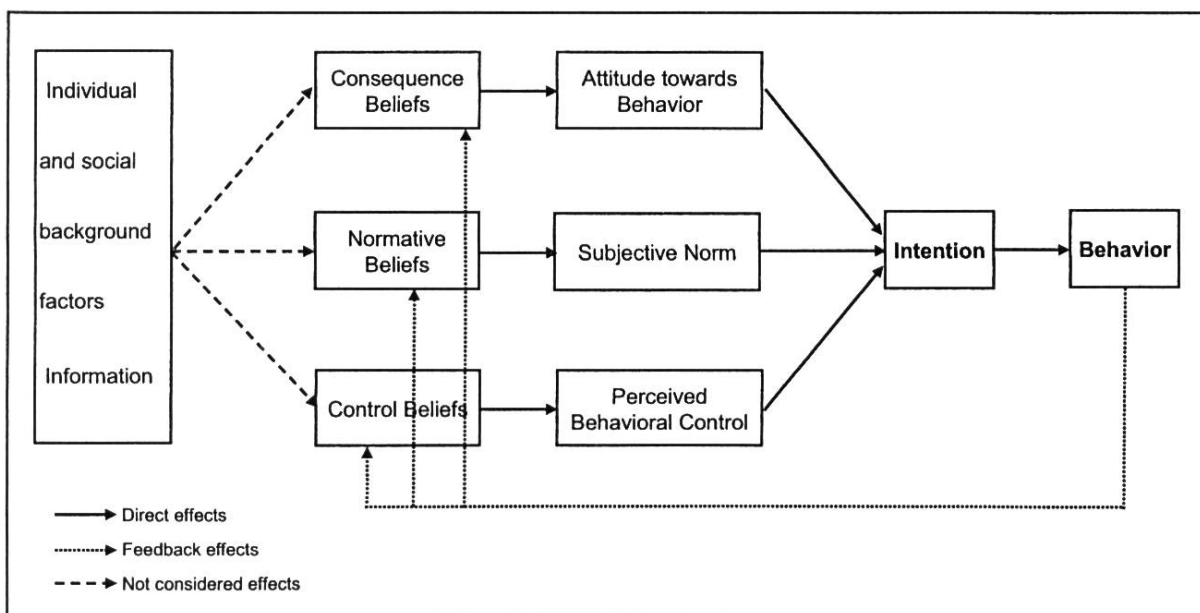 Individual
and social
background
factors
Information
Consequence
Beliefs
Attitude towards
Behavior
Normative
Beliefs
Subjective Norm
Intention
Behavior
Control Beliefs
Perceived
Behavioral Control
Direct effects
Feedback effects
Not considered effects